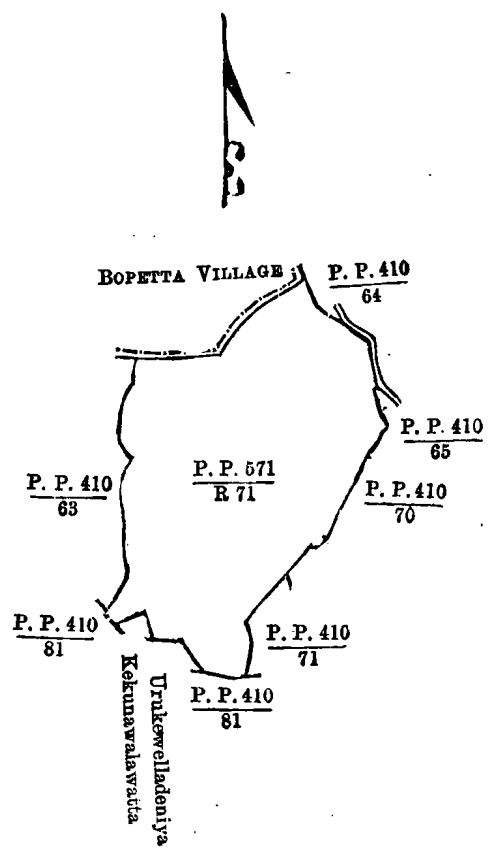 BOPETTA VILLAGE
P. P. 410
64
P. P. 410
65
P. P. 571
R 71
P. P. 410
63
P. P. 410
70
P. P. 410
81
P. P. 410
71
P. P. 410
81
Urukewelladeniya
Kekunawalawatta